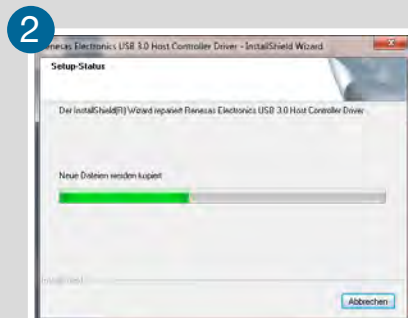 2
Renesas Electronics USB 3.0 Host Controller Driver - InstallShield Wizard
Setup-Status
Der InstallShield(R) Wizard repariert Renesas Electronics USB 3.0 Host Controller Driver
Neue Dateien werden kopiert
InstallShield
Abbrechen